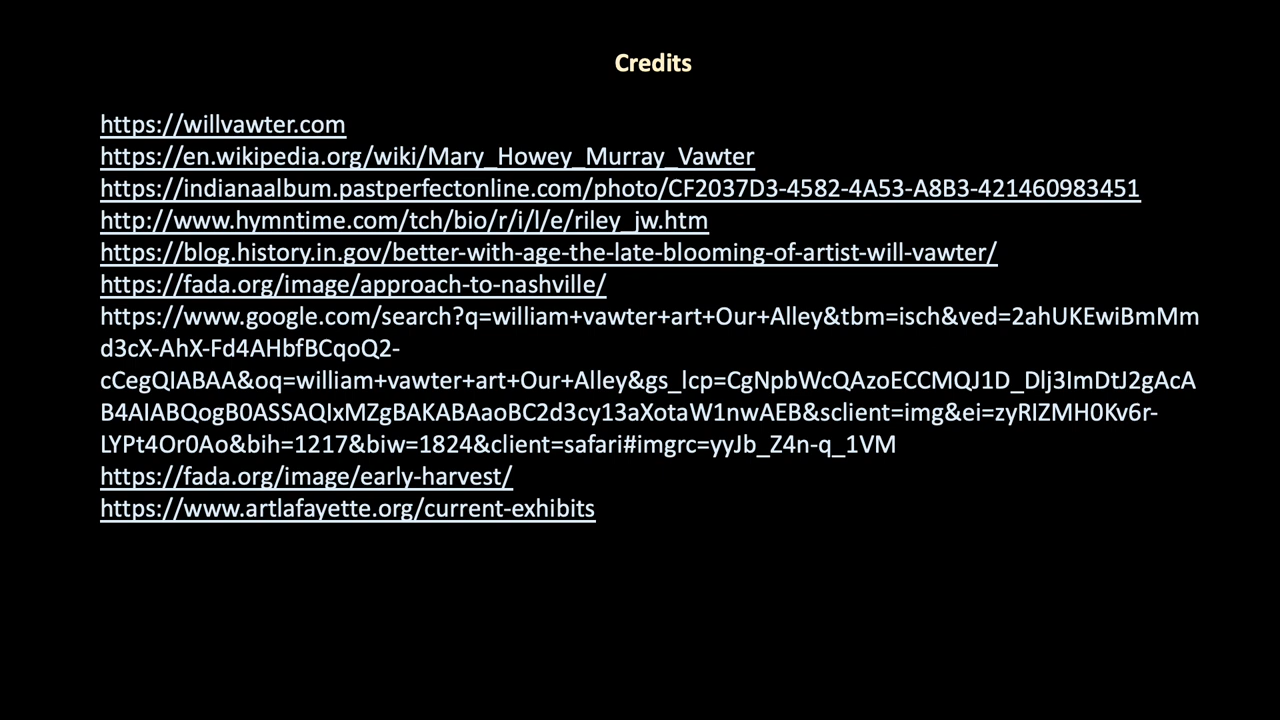 Credits
https://willvawter.com
https://en.wikipedia.org/wiki/Mary_Howey_Murray_Vawter
https://indianaalbum.pastperfectonline.com/photo/CF2037D3-4582-4A53-A8B3-421460983451
http://www.hymntime.com/tch/bio/r/i/l/e/riley_jw.htm
https://blog.history.in.gov/better-with-age-the-late-blooming-of-artist-will-vawter/
https://fada.org/image/approach-to-nashville/
https://www.google.com/search?q=william+vawter+art+Our+Alley&tbm=isch&ved=2ahUKEwiBmMm
d3cX-AhX-Fd4AHbfBCqoQ2-
cCegQIABAA&oq=william+vawter+art+Our+Alley&gs_lcp=CgNpbWcQAzoECCMQJ1D_Dlj3ImDtJ2gAcA
B4AIABQogB0ASSAQIxMZgBAKABAaoBC2d3cy13aXotaW1nwAEB&sclient=img&ei=zyRIZMH0Kv6r-
LYPt4Or0Ao&bih=1217&biw=1824&client=safari#imgrc=yyJb_Z4n-q_1VM
https://fada.org/image/early-harvest/
https://www.artlafayette.org/current-exhibits